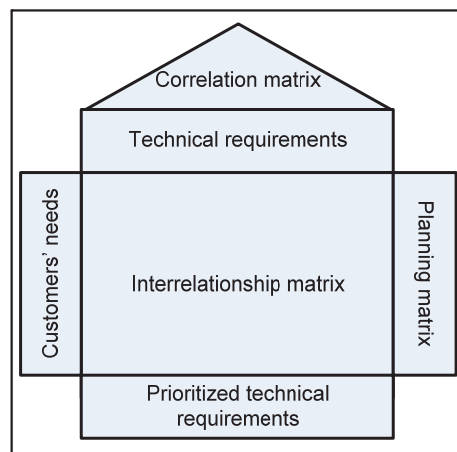 Correlation matrix
Technical requirements
Customers' needs
Interrelationship matrix
Planning matrix
Prioritized technical
requirements